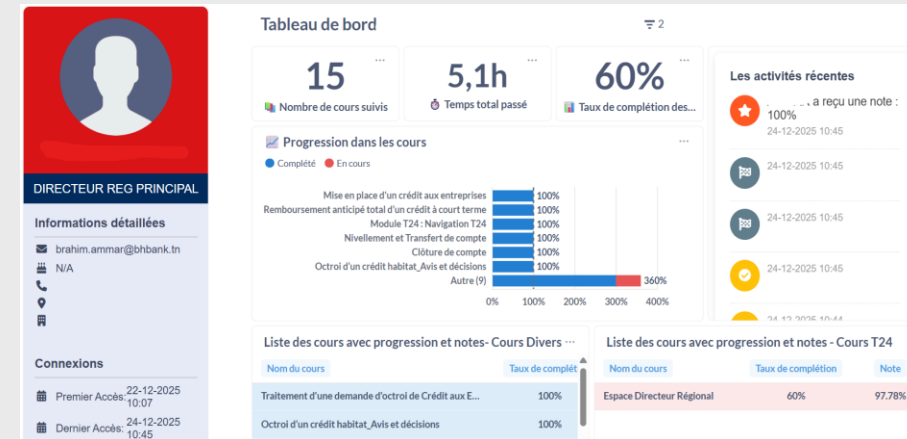 DIRECTEUR REG PRINCIPAL
Informations détaillées
brahim.ammar@bhbank.tn
N/A
Connexions
Premier Accès: 22-12-2025 10:07
Dernier Accès: 24-12-2025 10:45
Tableau de bord
2
15
Nombre de cours suivis
5,1h
Temps total passé
60%
Taux de complétion des...
Progression dans les cours
Complété
En cours
Mise en place d'un crédit aux entreprises 100%
Remboursement anticipé total d'un crédit à court terme 100%
Module T24 : Navigation T24 100%
Nivellement et Transfert de compte 100%
Clôture de compte 100%
Octroi d'un crédit habitat_Avis et décisions 100%
Autre (9) 360%
0% 100% 200% 300% 400%
Les activités récentes
a reçu une note :
100%
24-12-2025 10:45
24-12-2025 10:45
24-12-2025 10:45
24-12-2025 10:45
24-12-2025 10:44
Liste des cours avec progression et notes- Cours Divers
Nom du cours Taux de complét
Traitement d'une demande d'octroi de Crédit aux E... 100%
Octroi d'un crédit habitat_Avis et décisions 100%
Liste des cours avec progression et notes - Cours T24
Nom du cours Taux de complétion Note
Espace Directeur Régional 60% 97.78%